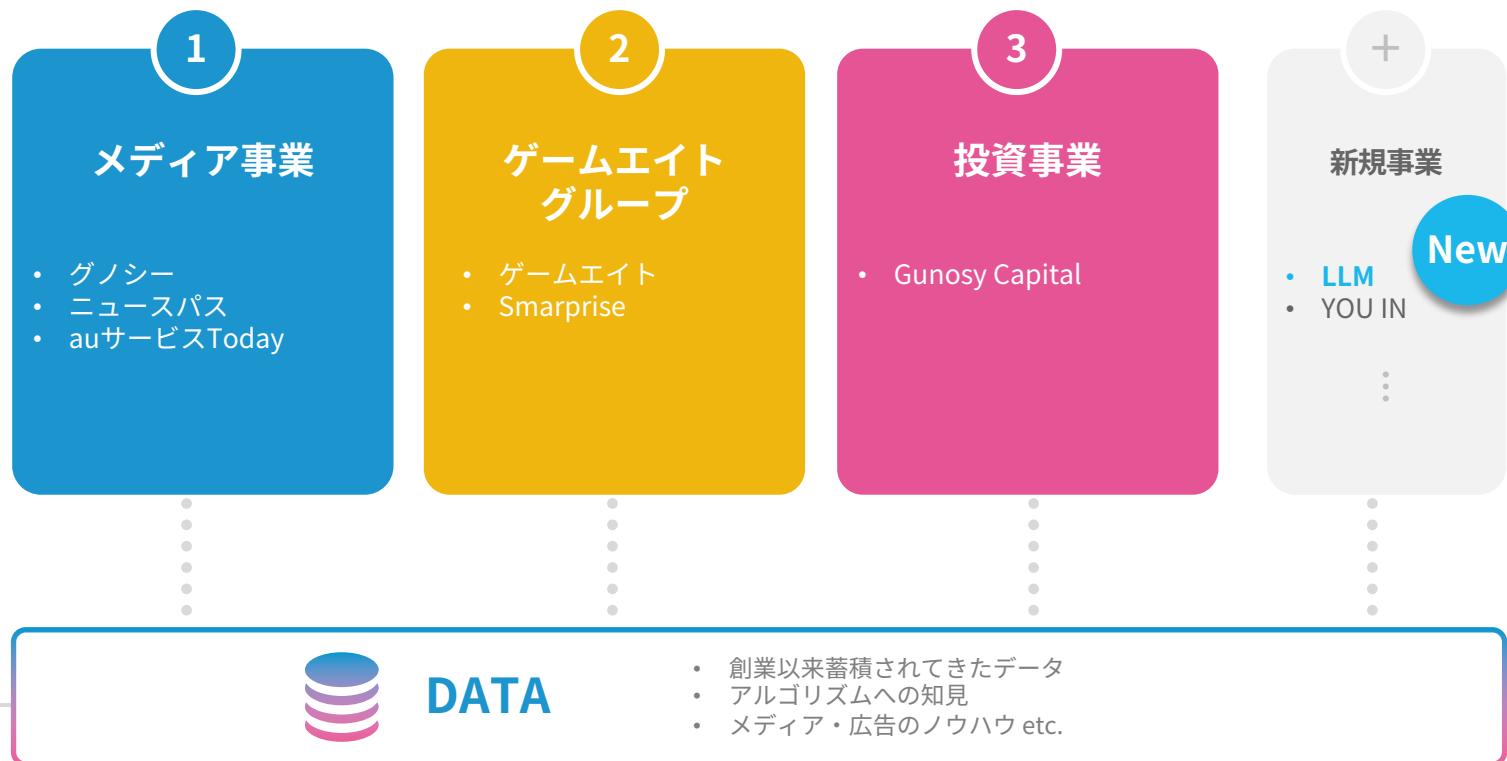 1
メディア事業
• グノシー
• ニュースパス
• auサービスToday
2
ゲームエイト
グループ
• ゲームエイト
• Smarprise
3
投資事業
• Gunosy Capital
+
新規事業
New
• LLM
• YOU IN
DATA
• 創業以来蓄積されてきたデータ
• アルゴリズムへの知見
• メディア・広告のノウハウ etc.